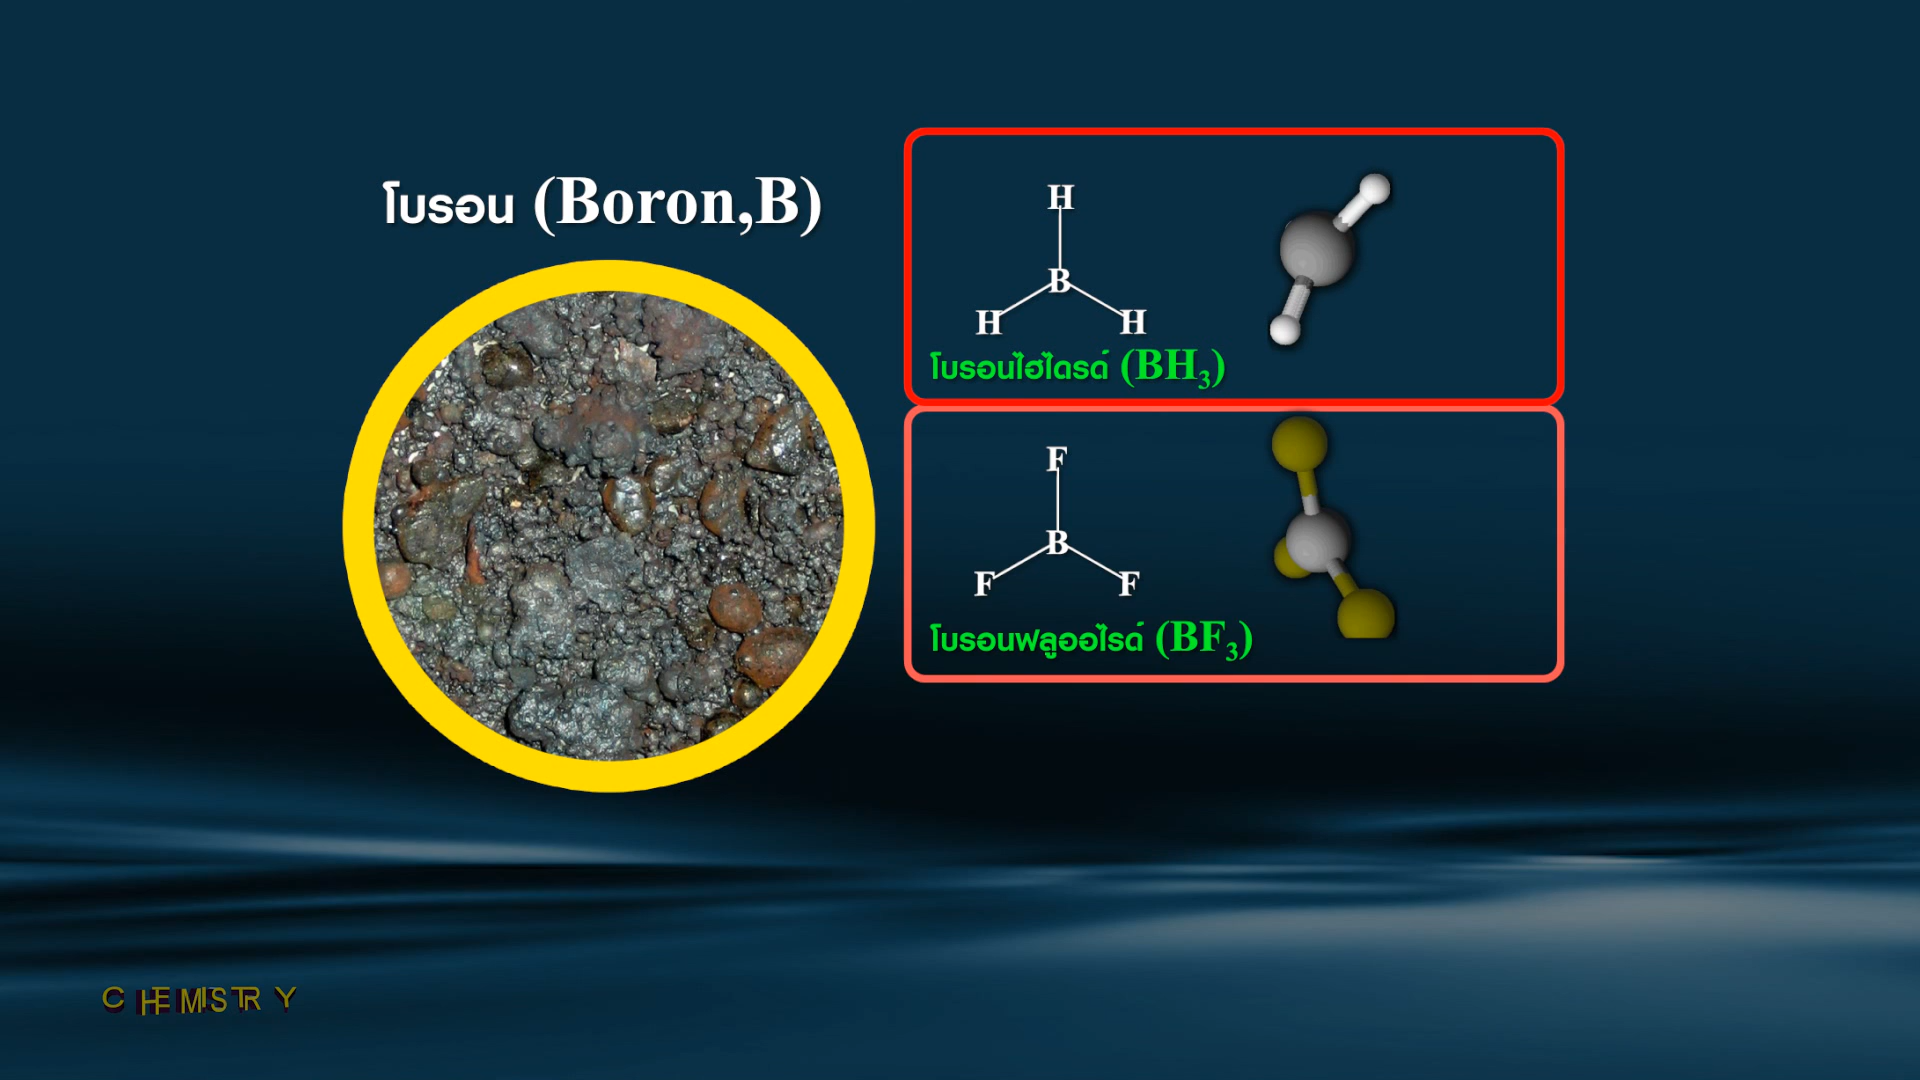 โบรอน (Boron,B)
H
B
H H
โบรอนไฮไดรด์ (BH₃)
F
B
F F
โบรอนฟลูออไรด์ (BF₃)
CHEMISTRY